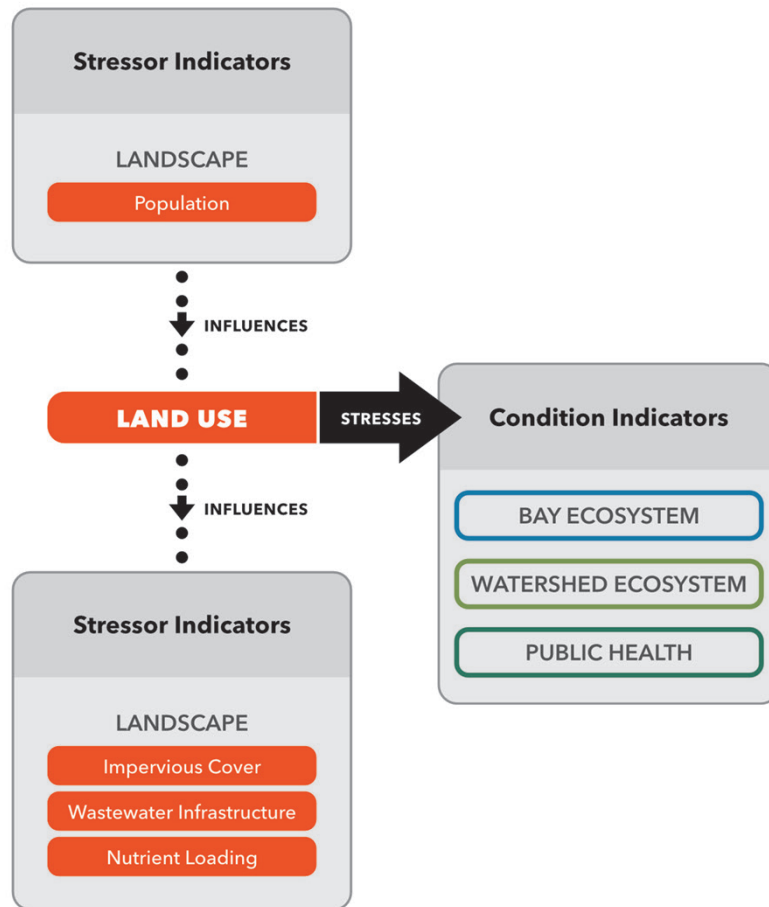 Stressor Indicators
LANDSCAPE
Population
INFLUENCES
LAND USE
STRESSES
Condition Indicators
BAY ECOSYSTEM
WATERSHED ECOSYSTEM
PUBLIC HEALTH
INFLUENCES
Stressor Indicators
LANDSCAPE
Impervious Cover
Wastewater Infrastructure
Nutrient Loading